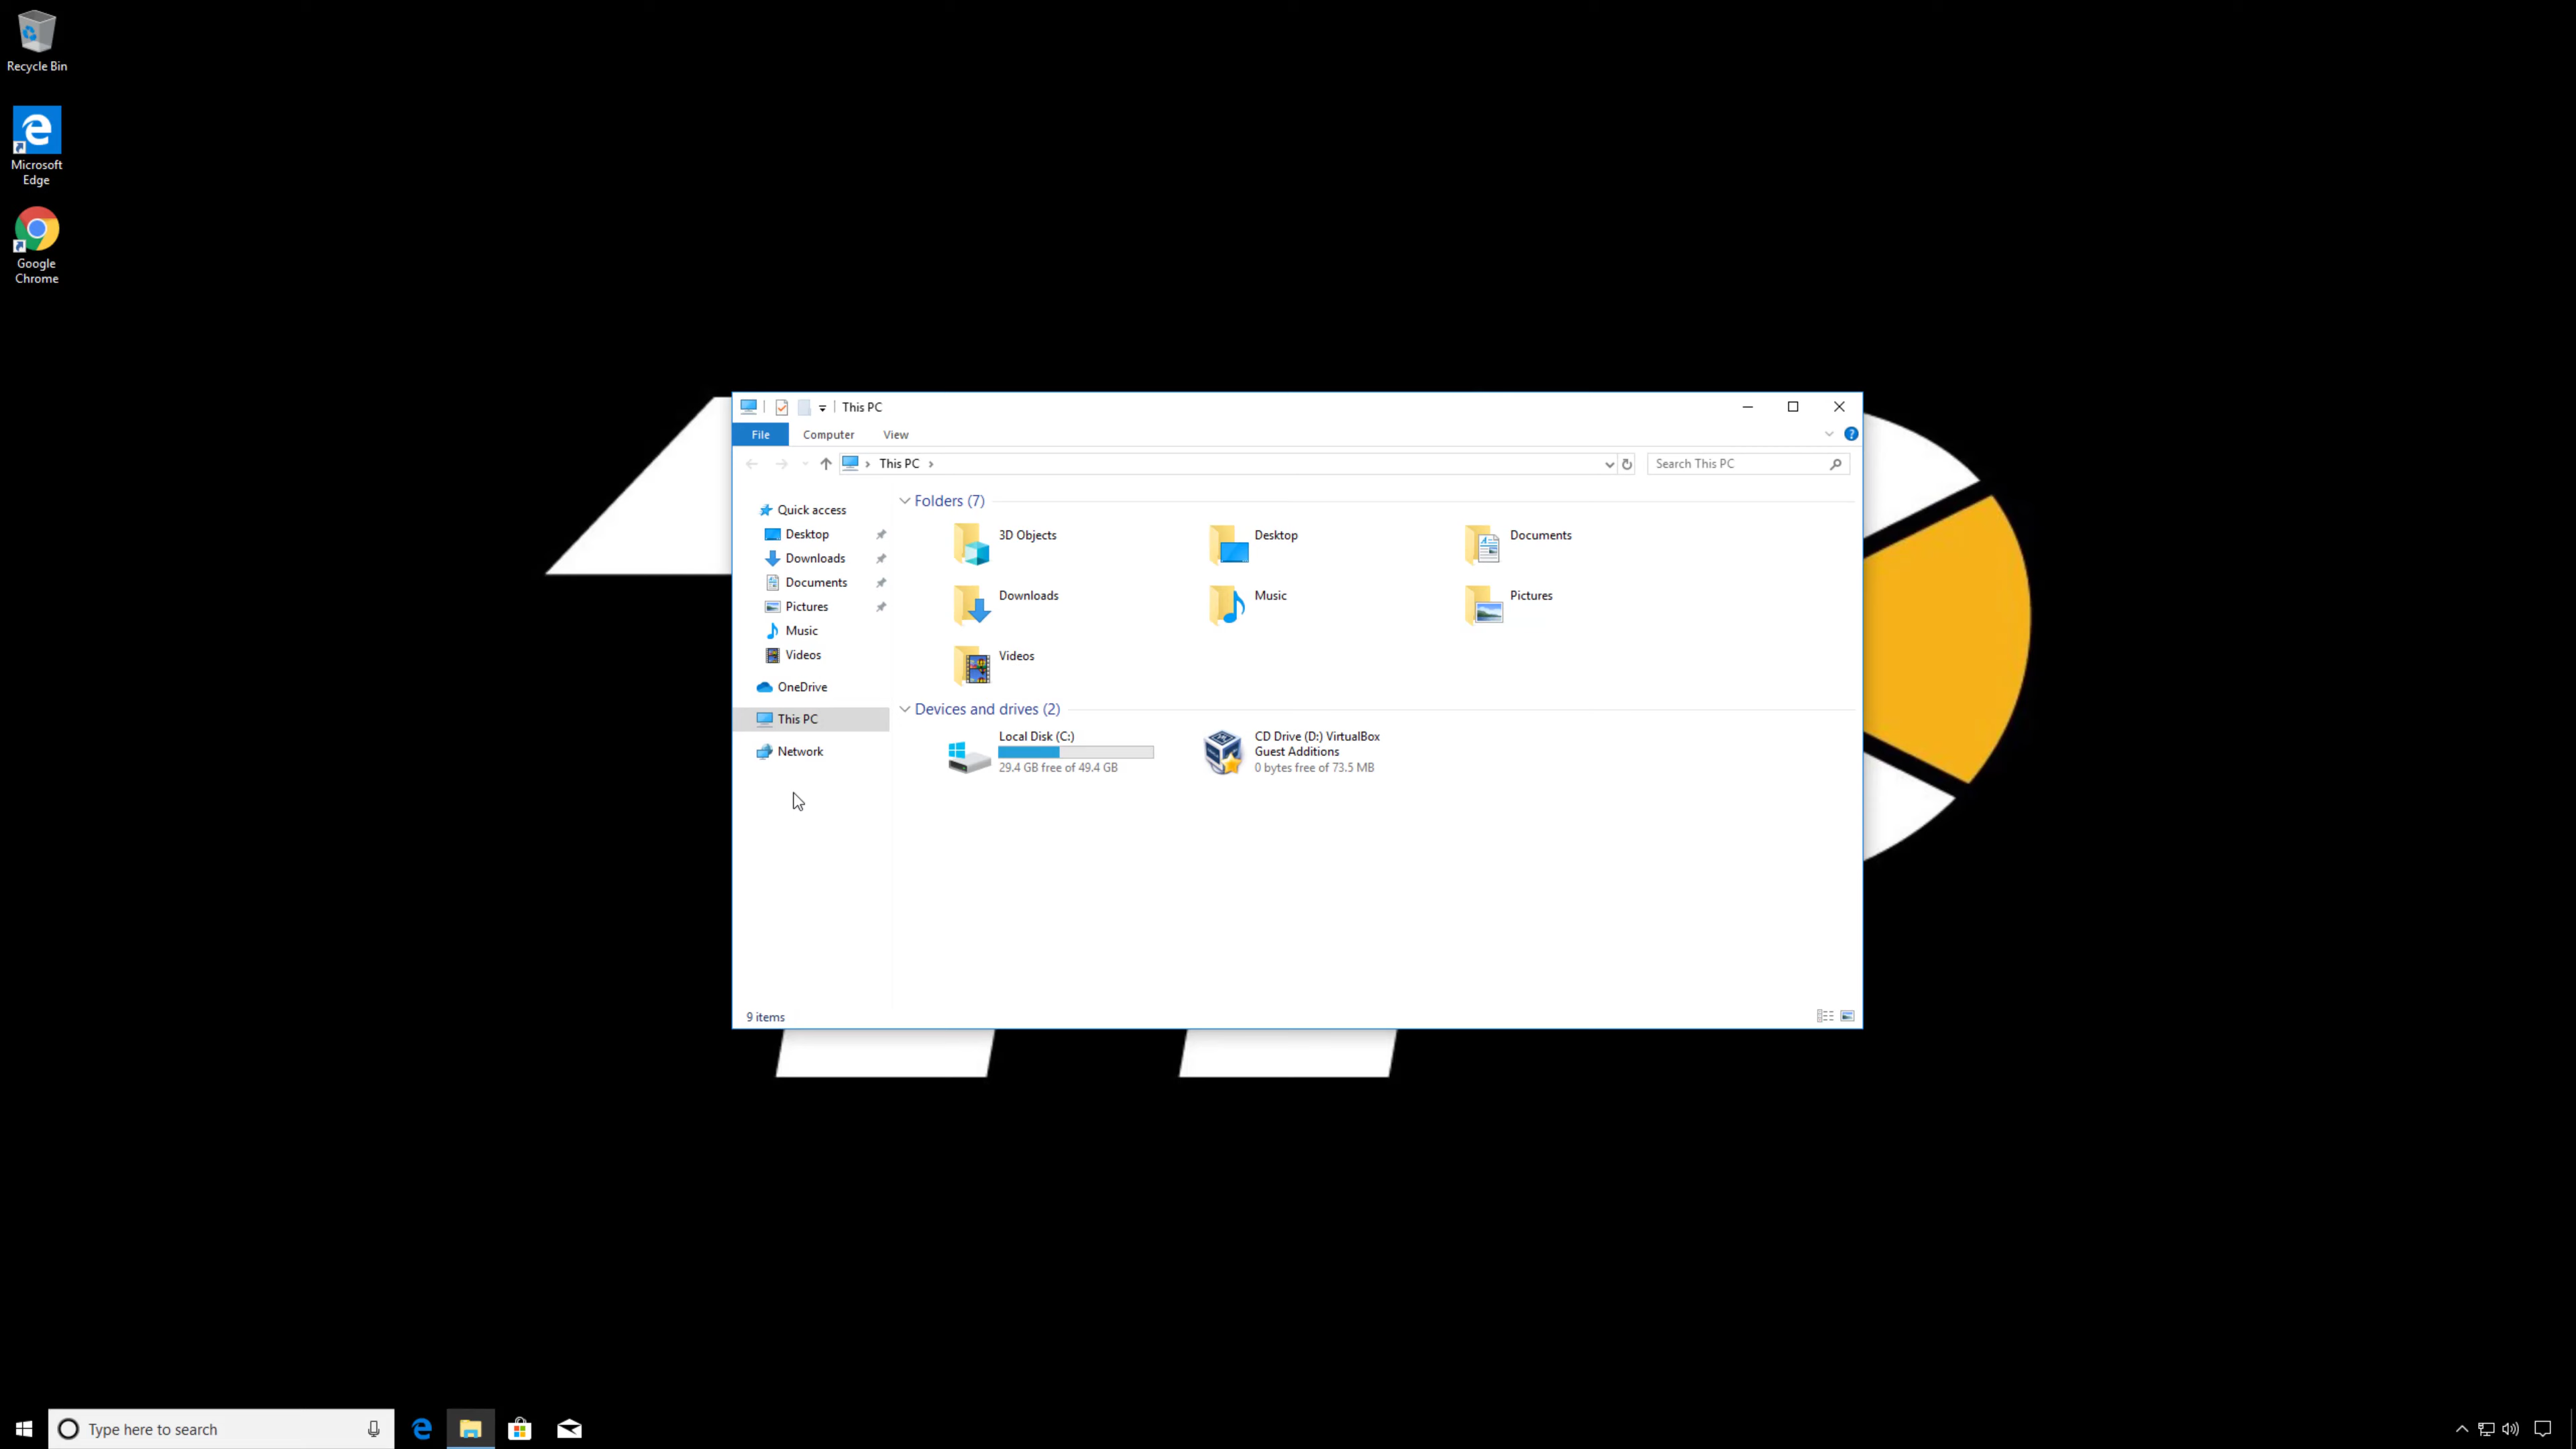 Recycle Bin
Microsoft
Edge
Google
Chrome
This PC
File
Computer
View
This PC
Search This PC
Quick access
Desktop
Downloads
Documents
Pictures
Music
Videos
OneDrive
This PC
Network
Folders (7)
3D Objects
Desktop
Documents
Downloads
Music
Pictures
Videos
Devices and drives (2)
Local Disk (C:)
29.4 GB free of 49.4 GB
CD Drive (D:) VirtualBox
Guest Additions
0 bytes free of 73.5 MB
9 items
Type here to search